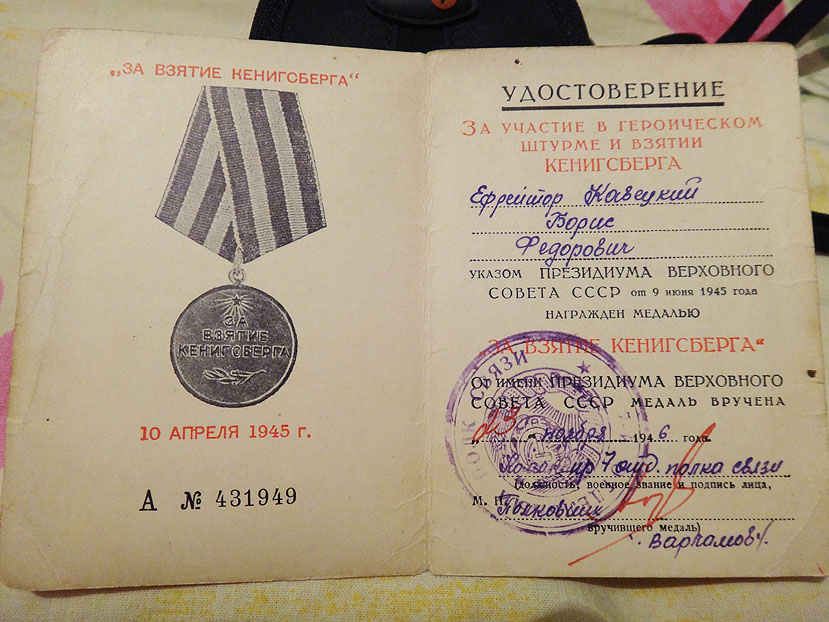 „ЗА ВЗЯТИЕ КЕНИГСБЕРГА“
ЗА
ВЗЯТИЕ
КЕНИГСБЕРГА
10 АПРЕЛЯ 1945 г.
А № 431949
УДОСТОВЕРЕНИЕ
ЗА УЧАСТИЕ В ГЕРОИЧЕСКОМ
ШТУРМЕ И ВЗЯТИИ
КЕНИГСБЕРГА
Ефрейтор Кавецкий
Борис
Федорович
УКАЗОМ ПРЕЗИДИУМА ВЕРХОВНОГО
СОВЕТА СССР от 9 июня 1945 года
НАГРАЖДЕН МЕДАЛЬЮ
„ЗА ВЗЯТИЕ КЕНИГСБЕРГА“
От имени ПРЕЗИДИУМА ВЕРХОВНОГО
СОВЕТА СССР МЕДАЛЬ ВРУЧЕНА
„23“ ноября 1946 года.
Командир 7 отд. полка связи
(должность, военное звание и подпись лица,
М. П. Полковник
вручившего медаль)
Варламов
ПОЛК СВЯЗИ